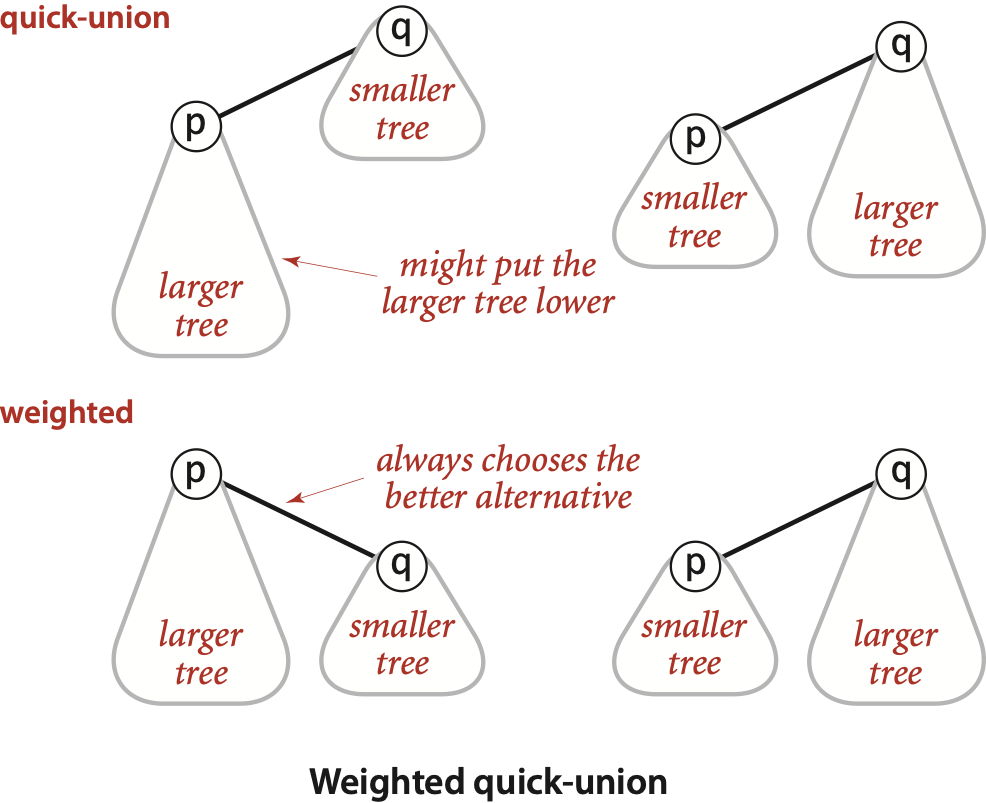 quick-union
q
smaller
tree
p
larger
tree
might put the
larger tree lower
q
p
smaller
tree
larger
tree
weighted
p
always chooses the
better alternative
q
larger
tree
smaller
tree
q
p
smaller
tree
larger
tree
Weighted quick-union